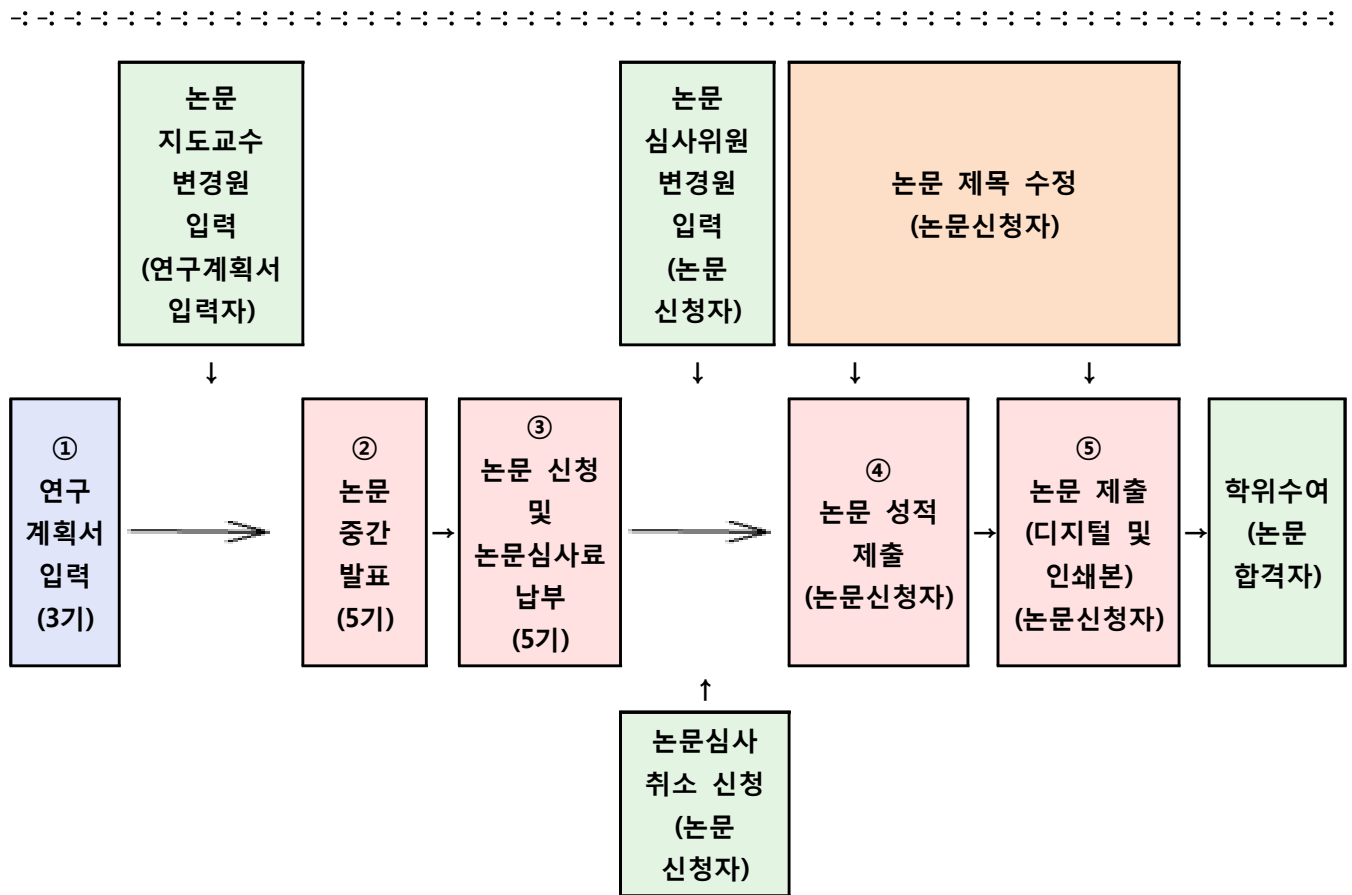 논문
지도교수
변경원
입력
(연구계획서
입력자)
논문
심사위원
변경원
입력
(논문
신청자)
논문 제목 수정
(논문신청자)
↓
↓
↓
↓
①
연구
계획서
입력
(3기)
②
논문
중간
발표
(5기)
→
③
논문 신청
및
논문심사료
납부
(5기)
④
논문 성적
제출
(논문신청자)
→
⑤
논문 제출
(디지털 및
인쇄본)
(논문신청자)
→
학위수여
(논문
합격자)
↑
논문심사
취소 신청
(논문
신청자)